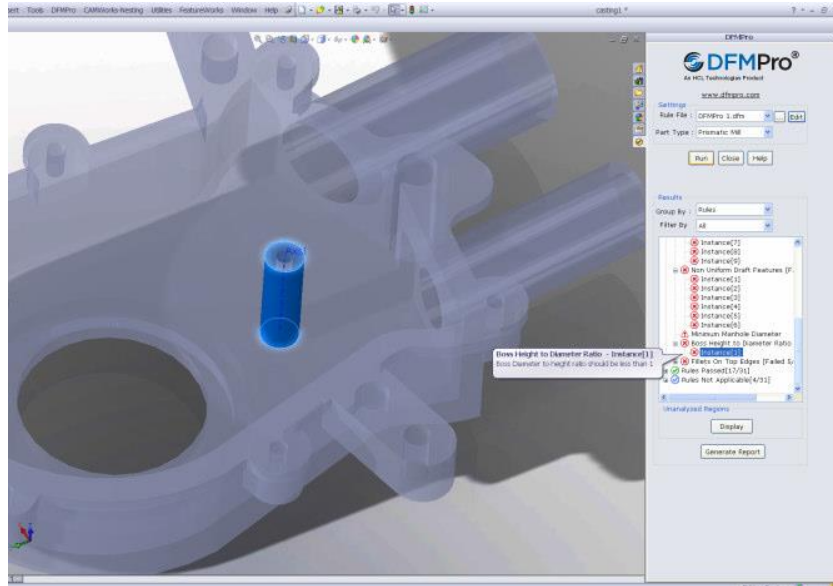 Tools DFMPro CAMWorks-Nesting Utilities FeatureWorks Window Help
casting1 *
DFMPro
DFMPro®
An HCL Technologies Product
www.dfmpro.com
Settings
Rule File : DFMPro 1.dfm ... Edit
Part Type : Prismatic Mill
Run Close Help
Results
Group By : Rules
Filter By All
Instance[7]
Instance[8]
Instance[9]
Non Uniform Draft Features [F.
Instance[1]
Instance[2]
Instance[3]
Instance[4]
Instance[5]
Instance[6]
Minimum Manhole Diameter
Boss Height to Diameter Ratio
Instance[1]
Fillets On Top Edges [Failed
Rules Passed[17/31]
Rules Not Applicable[4/31]
Boss Height to Diameter Ratio - Instance[1]
Boss Diameter to height ratio should be less than 1
Unanalyzed Regions
Display
Generate Report